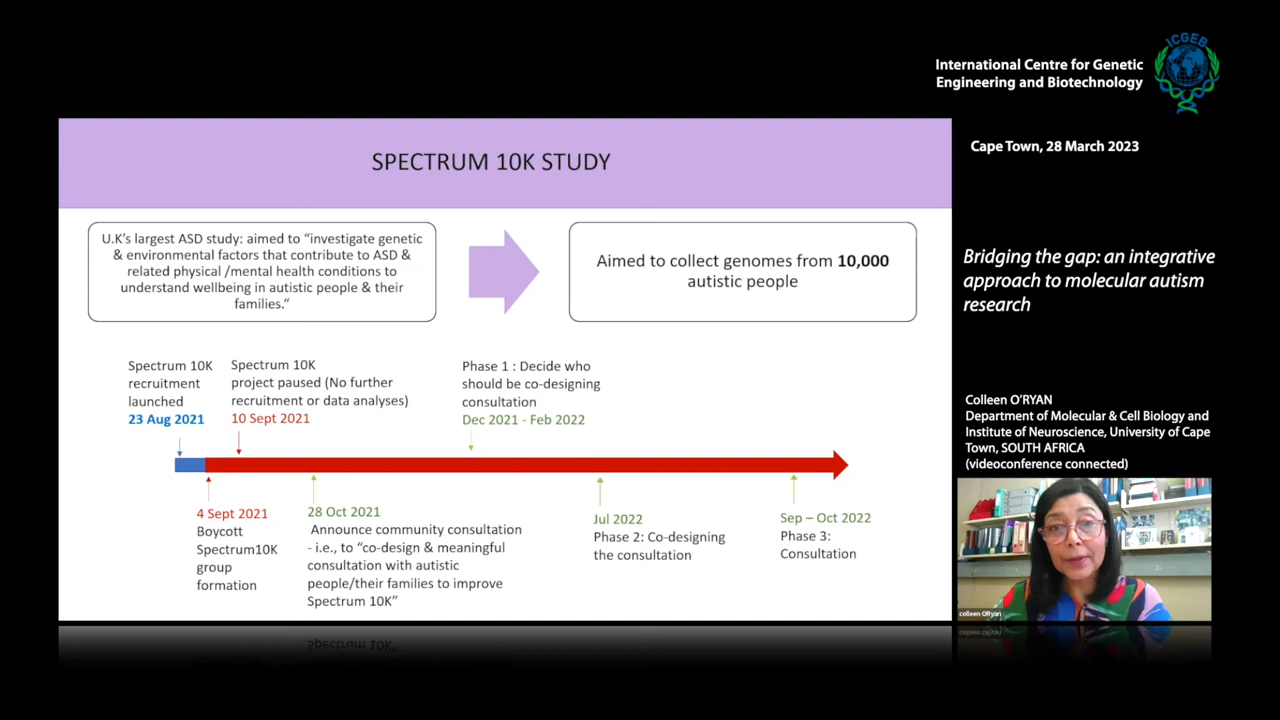 ICGEB
International Centre for Genetic
Engineering and Biotechnology
Cape Town, 28 March 2023
SPECTRUM 10K STUDY
U.K's largest ASD study: aimed to "investigate genetic
& environmental factors that contribute to ASD &
related physical /mental health conditions to
understand wellbeing in autistic people & their
families."
Aimed to collect genomes from 10,000
autistic people
Spectrum 10K
recruitment
launched
23 Aug 2021
Spectrum 10K
project paused (No further
recruitment or data analyses)
10 Sept 2021
Phase 1 : Decide who
should be co-designing
consultation
Dec 2021 - Feb 2022
4 Sept 2021
Boycott
Spectrum10K
group
formation
28 Oct 2021
Announce community consultation
- i.e., to "co-design & meaningful
consultation with autistic
people/their families to improve
Spectrum 10K"
Jul 2022
Phase 2: Co-designing
the consultation
Sep – Oct 2022
Phase 3:
Consultation
Bridging the gap: an integrative
approach to molecular autism
research
Colleen O'RYAN
Department of Molecular & Cell Biology and
Institute of Neuroscience, University of Cape
Town, SOUTH AFRICA
(videoconference connected)
colleen ORyan